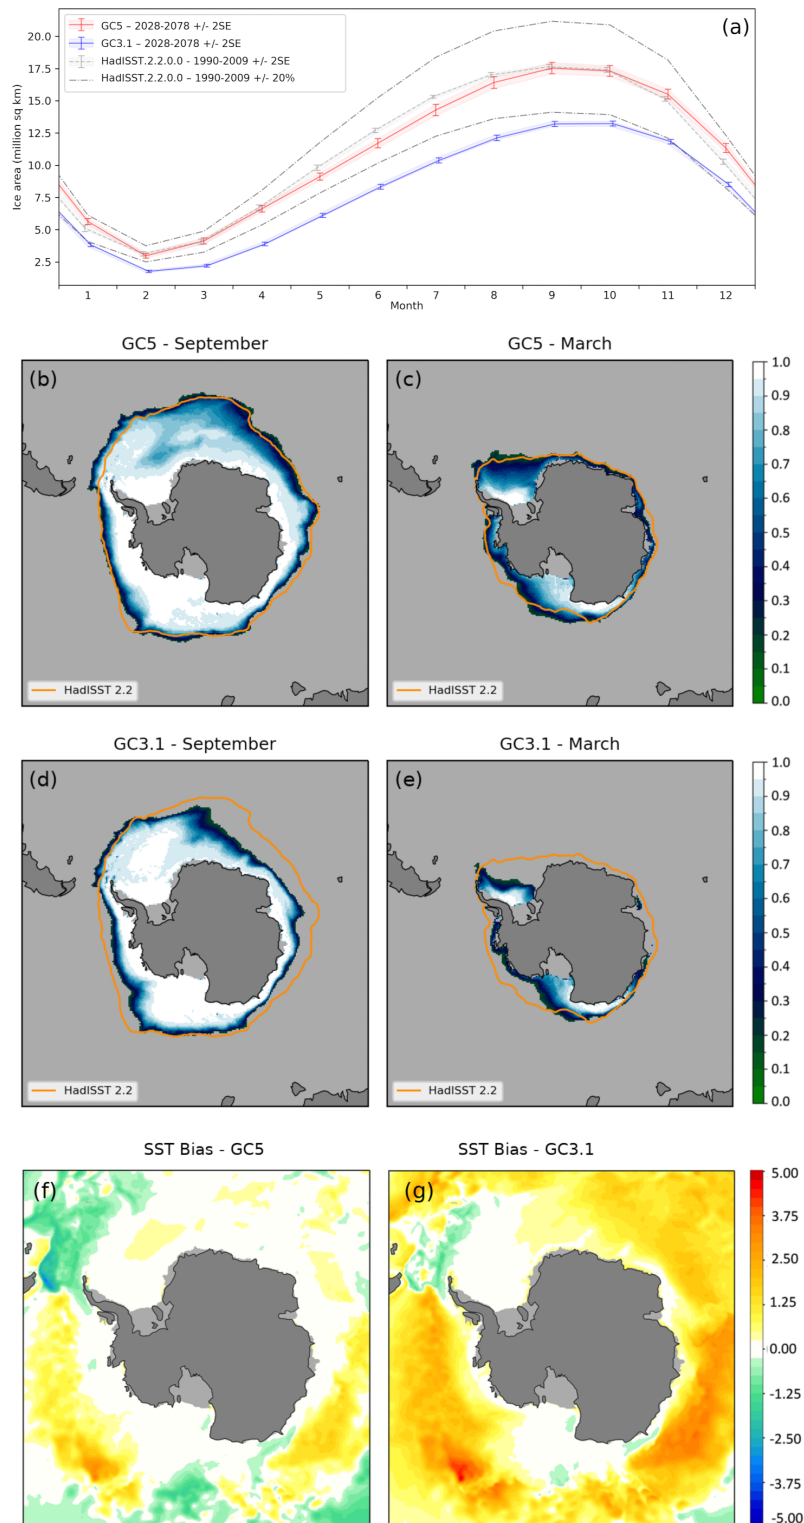 (a)
GC5 – 2028-2078 +/- 2SE
GC3.1 – 2028-2078 +/- 2SE
HadISST.2.2.0.0 - 1990-2009 +/- 2SE
HadISST.2.2.0.0 – 1990-2009 +/- 20%
Ice area (million sq km)
20.0
17.5
15.0
12.5
10.0
7.5
5.0
2.5
1 2 3 4 5 6 7 8 9 10 11 12
Month
GC5 - September
(b)
HadISST 2.2
GC5 - March
(c)
HadISST 2.2
1.0
0.9
0.8
0.7
0.6
0.5
0.4
0.3
0.2
0.1
0.0
GC3.1 - September
(d)
HadISST 2.2
GC3.1 - March
(e)
HadISST 2.2
1.0
0.9
0.8
0.7
0.6
0.5
0.4
0.3
0.2
0.1
0.0
SST Bias - GC5
(f)
SST Bias - GC3.1
(g)
5.00
3.75
2.50
1.25
0.00
-1.25
-2.50
-3.75
-5.00